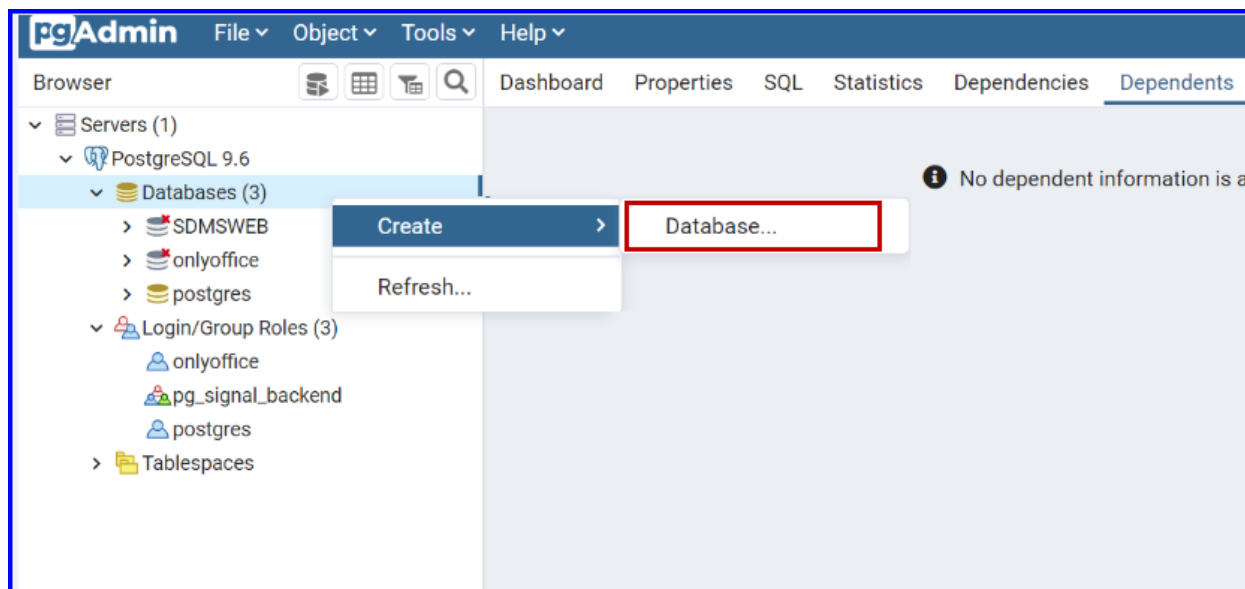 pgAdmin File Object Tools Help
Browser Dashboard Properties SQL Statistics Dependencies Dependents
Servers (1)
PostgreSQL 9.6
No dependent information is a
Databases (3)
SDMSWEB
Create
Database...
onlyoffice
postgres
Refresh...
Login/Group Roles (3)
onlyoffice
pg_signal_backend
postgres
Tablespaces